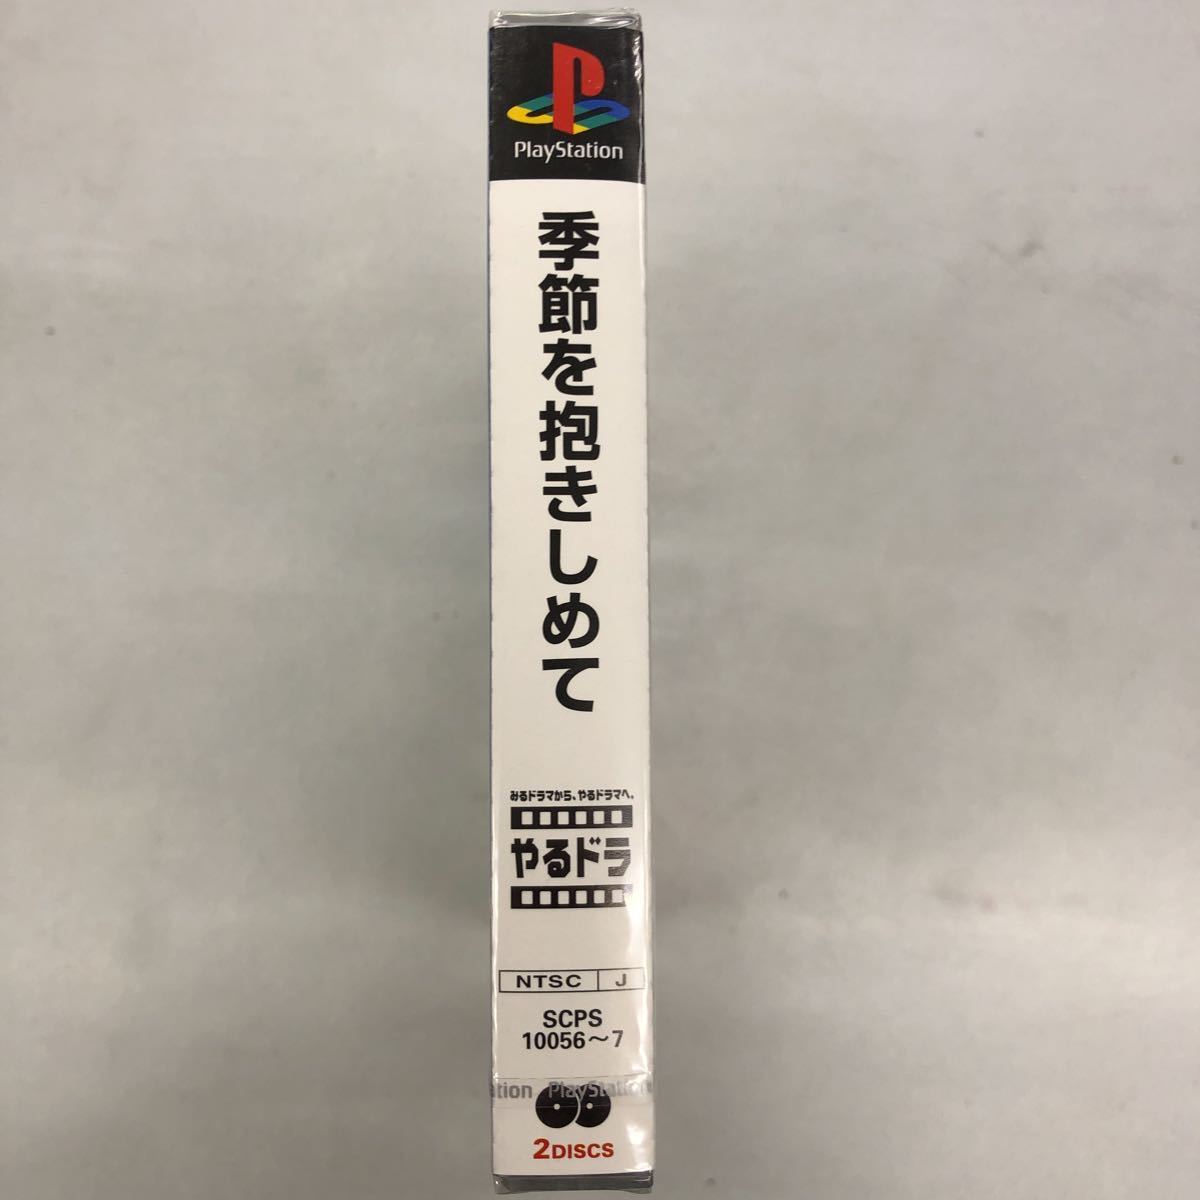 PlayStation
季節を抱きしめて
みるドラマから、やるドラマへ。
やるドラ
NTSC J
SCPS
10056～7
tion PlayStation
2DISCS